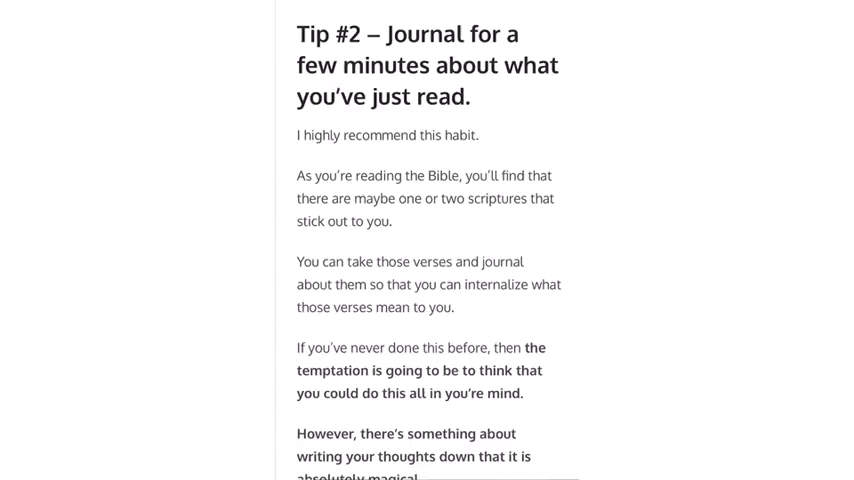 Tip #2 – Journal for a
few minutes about what
you've just read.
I highly recommend this habit.
As you're reading the Bible, you'll find that
there are maybe one or two scriptures that
stick out to you.
You can take those verses and journal
about them so that you can internalize what
those verses mean to you.
If you've never done this before, then the
temptation is going to be to think that
you could do this all in you're mind.
However, there's something about
writing your thoughts down that it is
absolutely magical